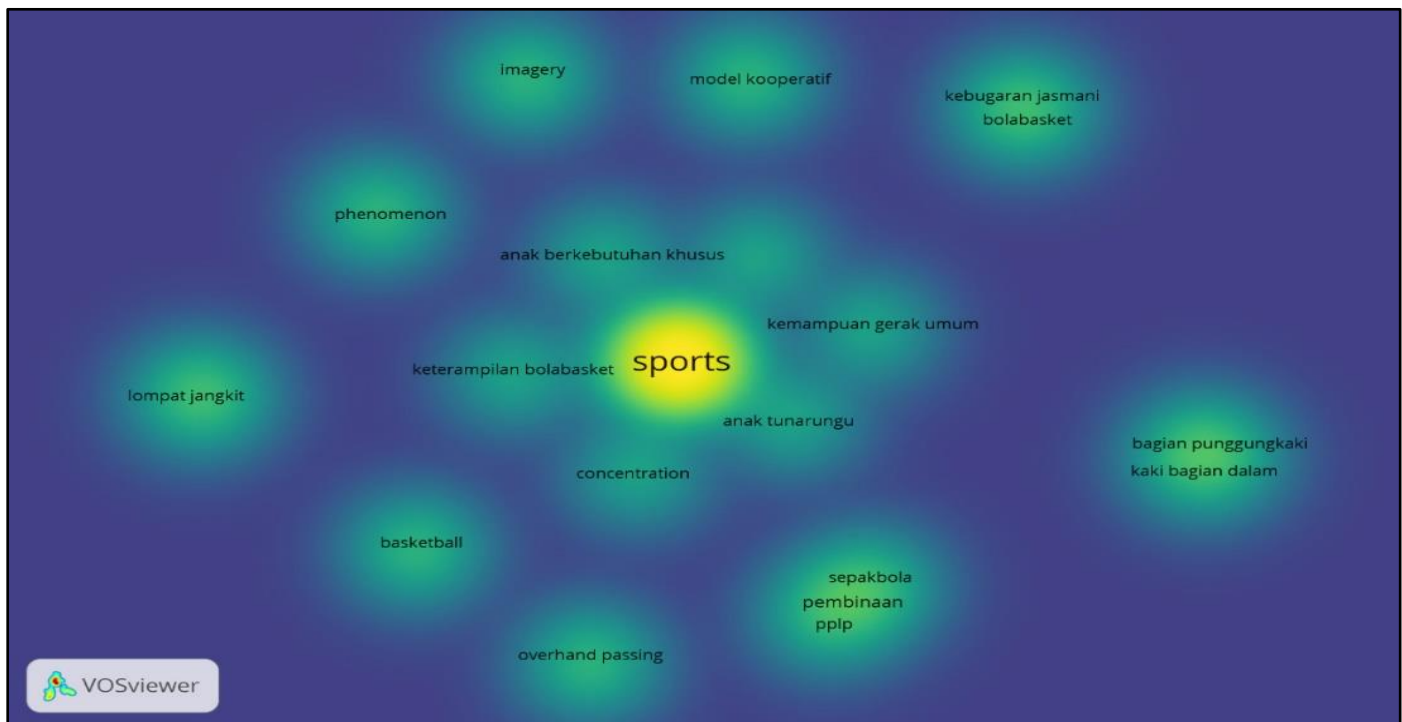 imagery
model kooperatif
kebugaran jasmani
bolabasket
phenomenon
anak berkebutuhan khusus
kemampuan gerak umum
sports
keterampilan bolabasket
lompat jangkit
anak tunarungu
bagian punggungkaki
kaki bagian dalam
concentration
basketball
sepakbola
pembinaan
pplp
overhand passing
VOSviewer